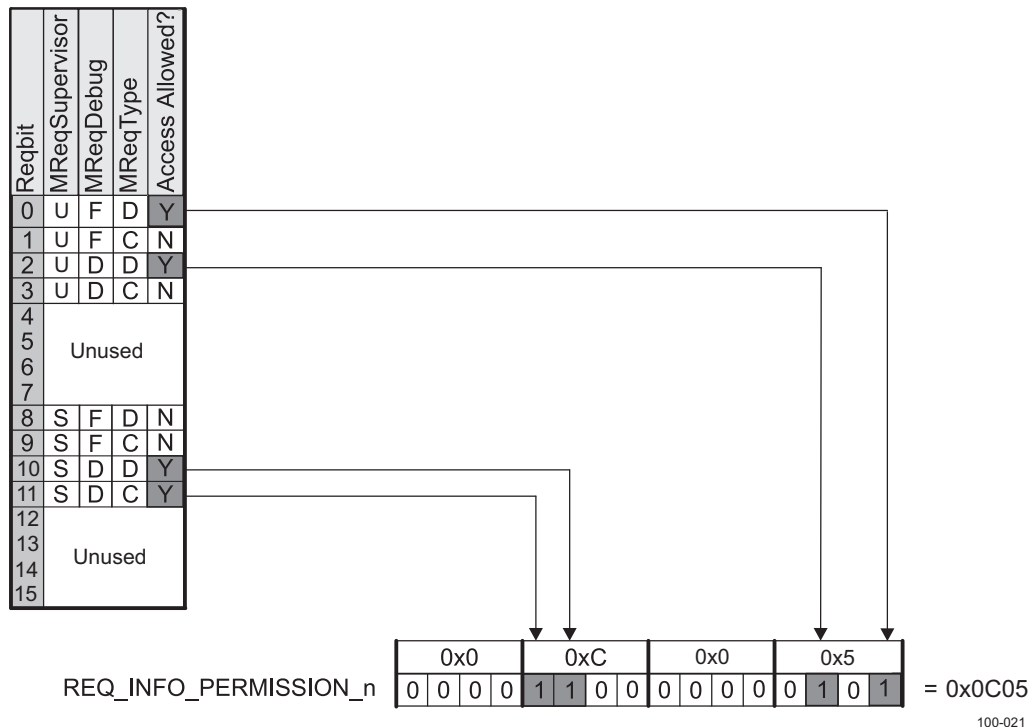 Reqbit MReqSupervisor MReqDebug MReqType Access Allowed?
0 U F D Y
1 U F C N
2 U D D Y
3 U D C N
4
5
Unused
6
7
8 S F D N
9 S F C N
10 S D D Y
11 S D C Y
12
13
Unused
14
15
0x0 0xC 0x0 0x5
REQ_INFO_PERMISSION_n 0 0 0 0 1 1 0 0 0 0 0 0 0 1 0 1 = 0x0C05
100-021